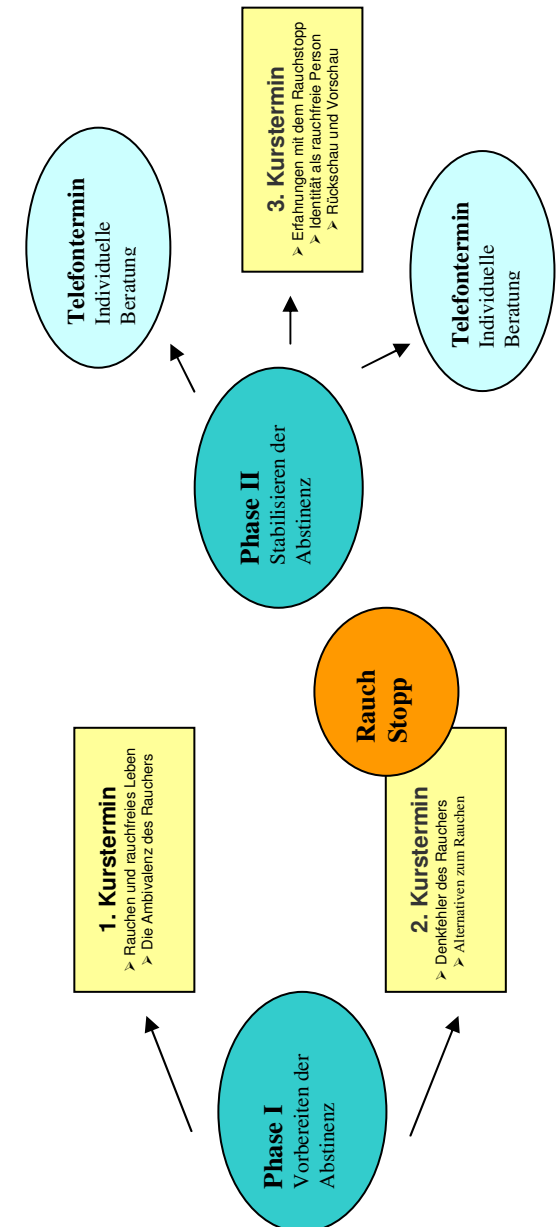 Phase I
Vorbereiten der
Abstinenz
1. Kurstermin
➢ Rauchen und rauchfreies Leben
➢ Die Ambivalenz des Rauchers
2. Kurstermin
➢ Denkfehler des Rauchers
➢ Alternativen zum Rauchen
Rauch
Stopp
Phase II
Stabilisieren der
Abstinenz
Telefontermin
Individuelle
Beratung
3. Kurstermin
➢ Erfahrungen mit dem Rauchstopp
➢ Identität als rauchfreie Person
➢ Rückschau und Vorschau
Telefontermin
Individuelle
Beratung